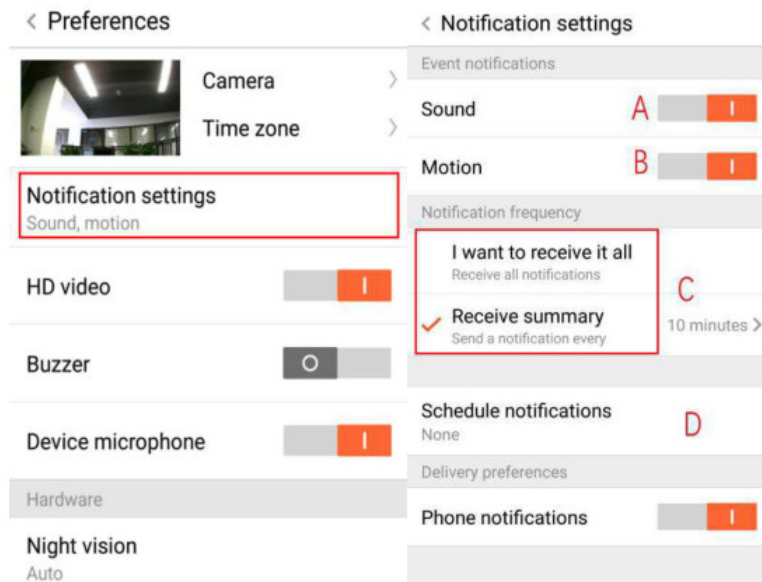 Preferences
Camera
Time zone
Notification settings
Sound, motion
HD video
Buzzer
Device microphone
Hardware
Night vision
Auto
Notification settings
Event notifications
Sound A
Motion B
Notification frequency
I want to receive it all
Receive all notifications
C
Receive summary
10 minutes
Send a notification every
Schedule notifications
None
D
Delivery preferences
Phone notifications